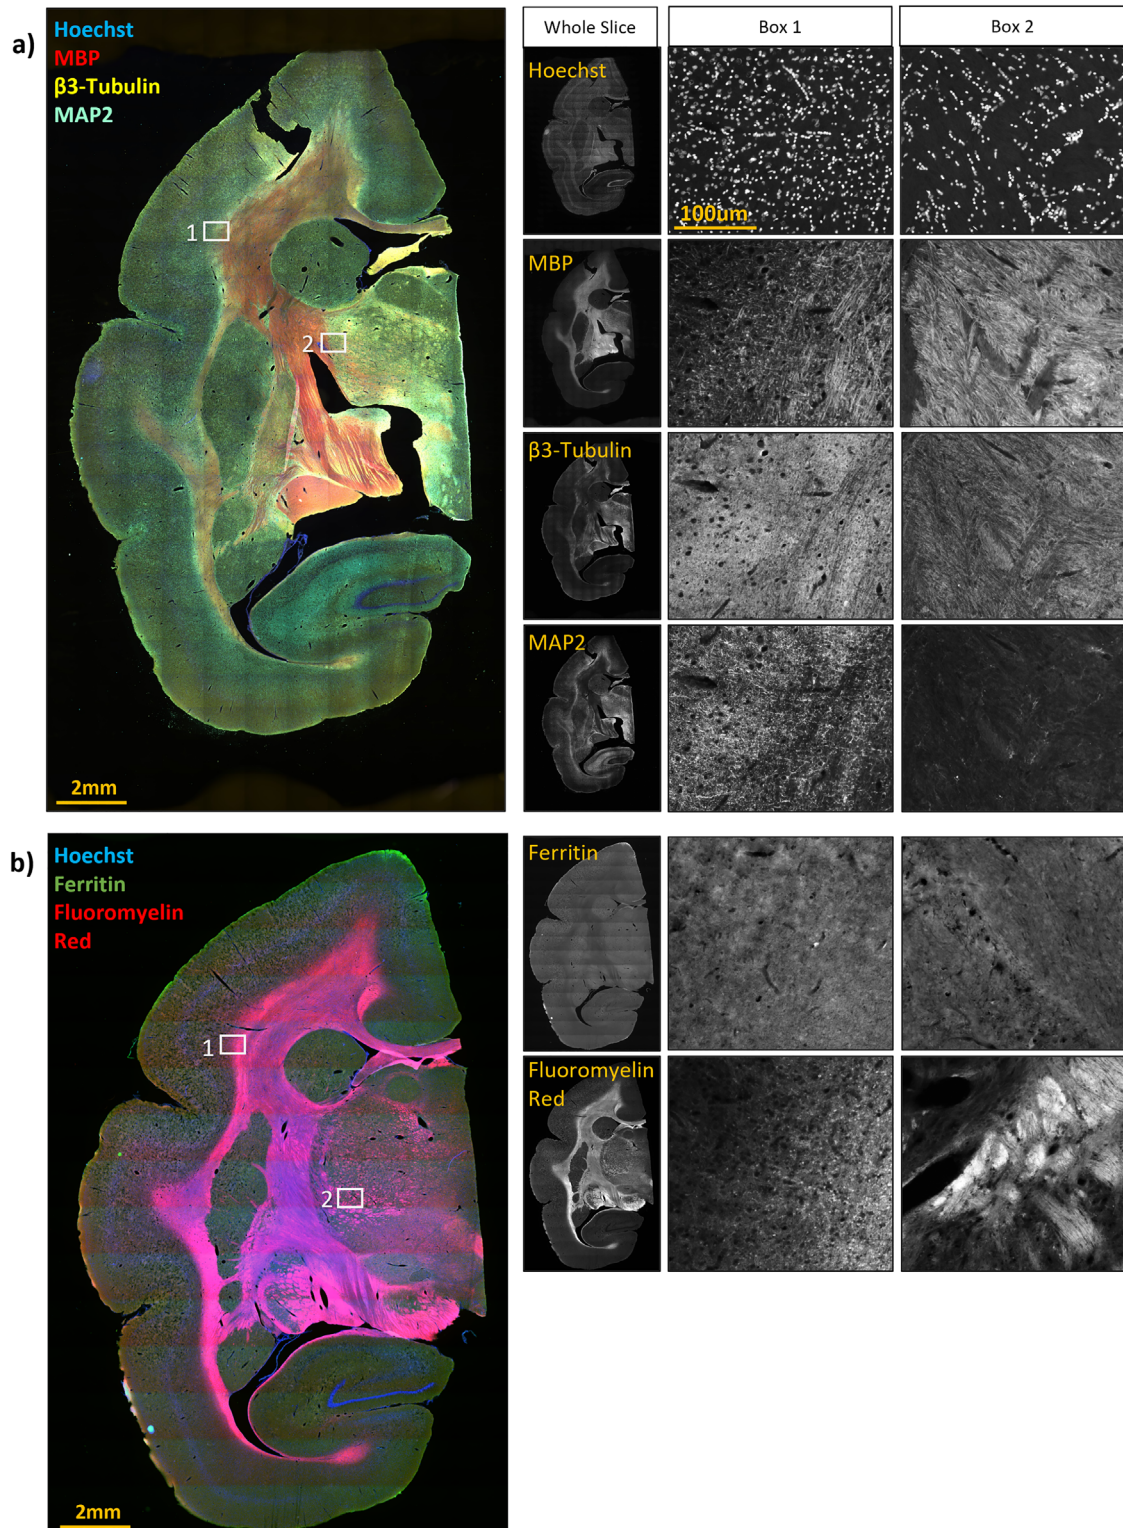 a)
Hoechst
MBP
β3-Tubulin
MAP2
1
2
2mm
Whole Slice
Box 1
Box 2
Hoechst
100um
MBP
β3-Tubulin
MAP2
b)
Hoechst
Ferritin
Fluoromyelin
Red
1
2
2mm
Ferritin
Fluoromyelin
Red